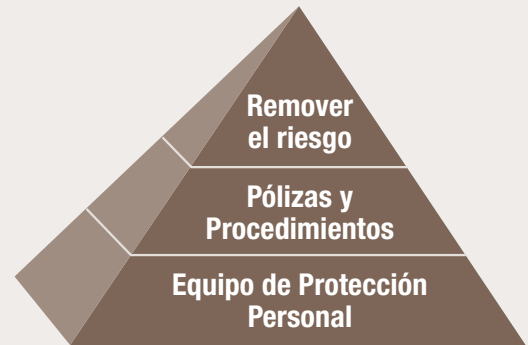 Remover
el riesgo
Pólizas y
Procedimientos
Equipo de Protección
Personal